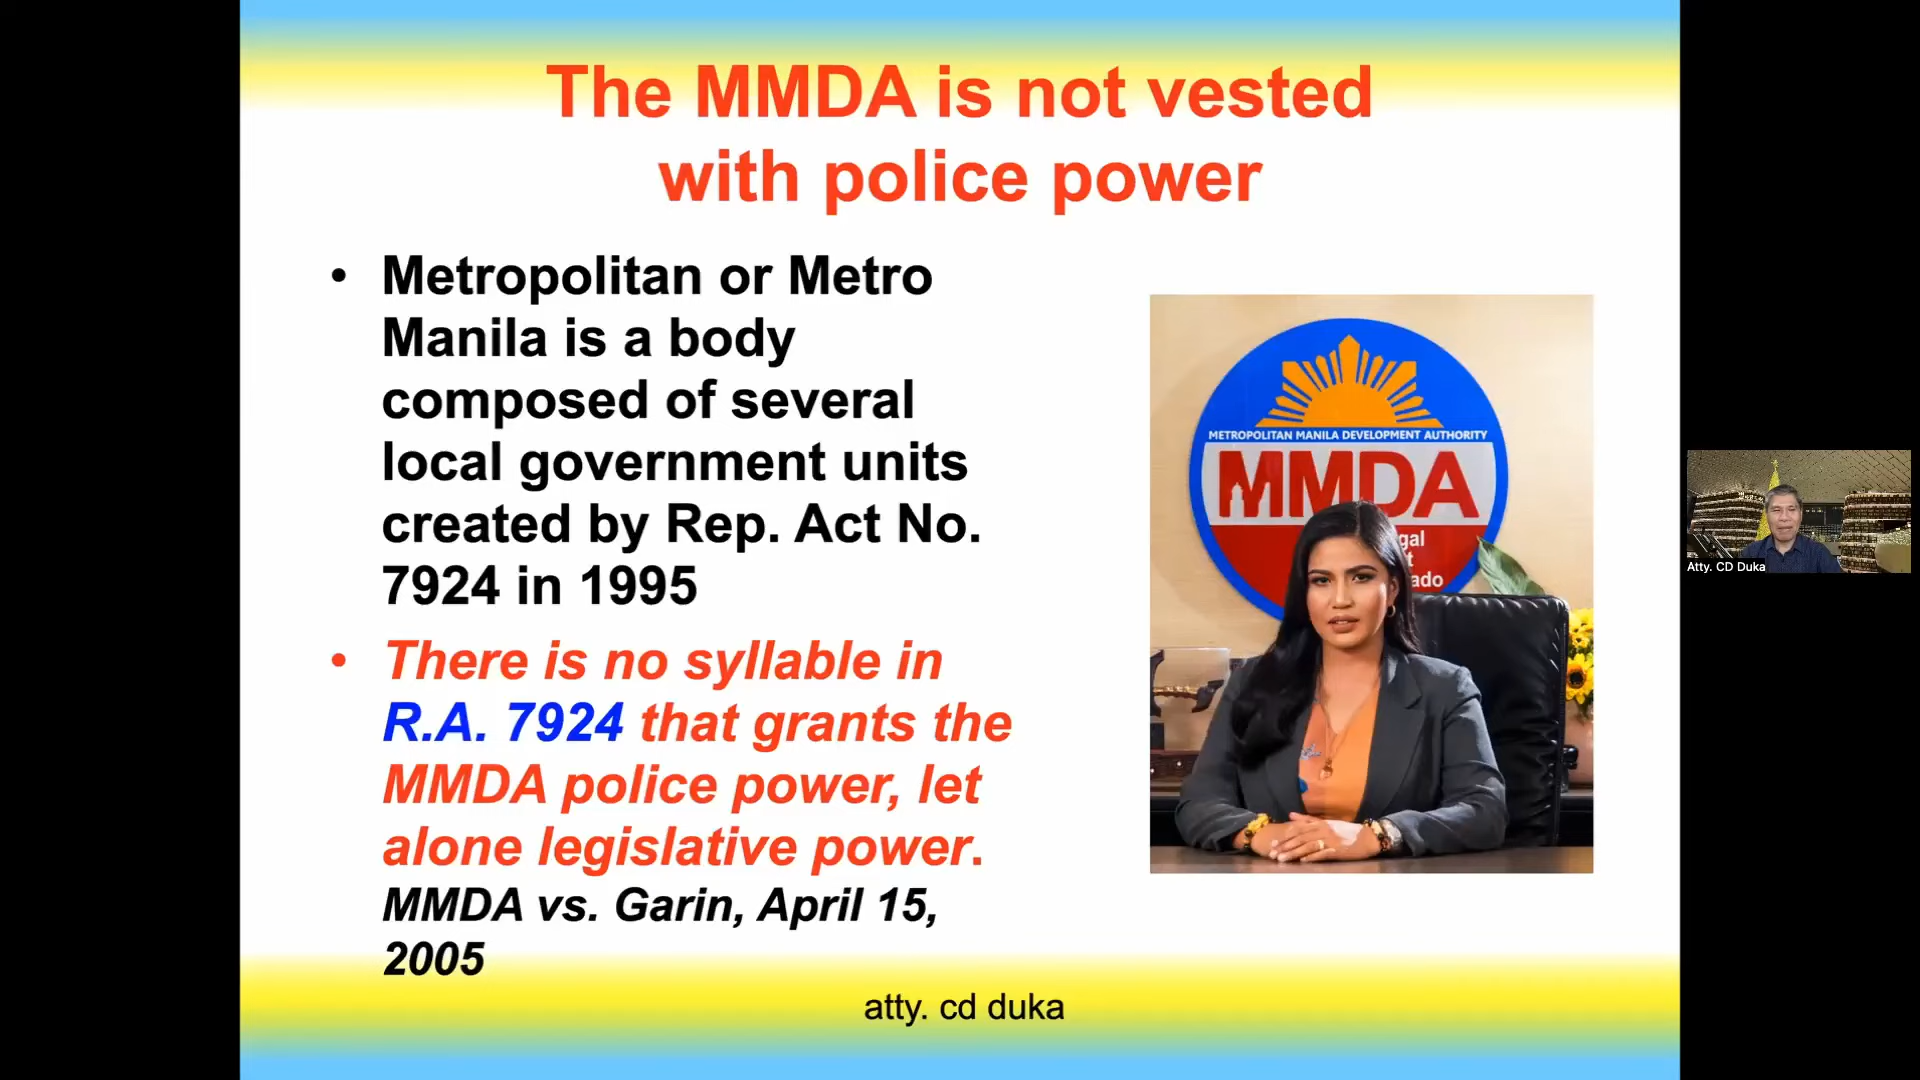 The MMDA is not vested
with police power
• Metropolitan or Metro
Manila is a body
composed of several
local government units
created by Rep. Act No.
7924 in 1995
• There is no syllable in
R.A. 7924 that grants the
MMDA police power, let
alone legislative power.
MMDA vs. Garin, April 15,
2005
atty. cd duka
METROPOLITAN MANILA DEVELOPMENT AUTHORITY
MMDA
Atty. CD Duka